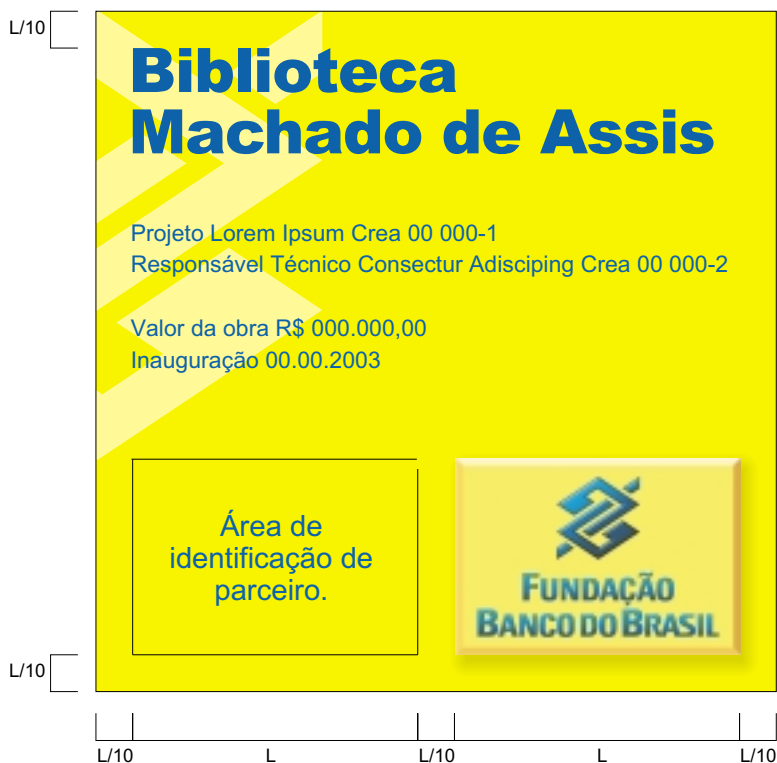 L/10
Biblioteca
Machado de Assis
Projeto Lorem Ipsum Crea 00 000-1
Responsável Técnico Consectur Adisciping Crea 00 000-2
Valor da obra R$ 000.000,00
Inauguração 00.00.2003
Área de
identificação de
parceiro.
FUNDAÇÃO
BANCO DO BRASIL
L/10
L/10 L L/10 L L/10